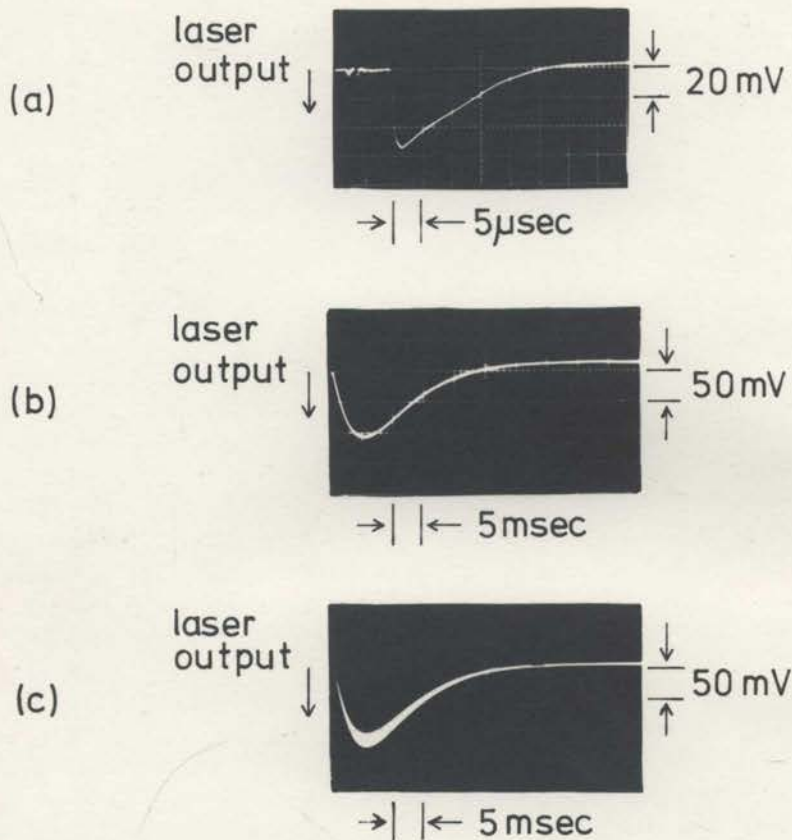 laser
output
(a)
20 mV
5μsec
laser
output
(b)
50 mV
5 msec
laser
output
(c)
50 mV
5 msec